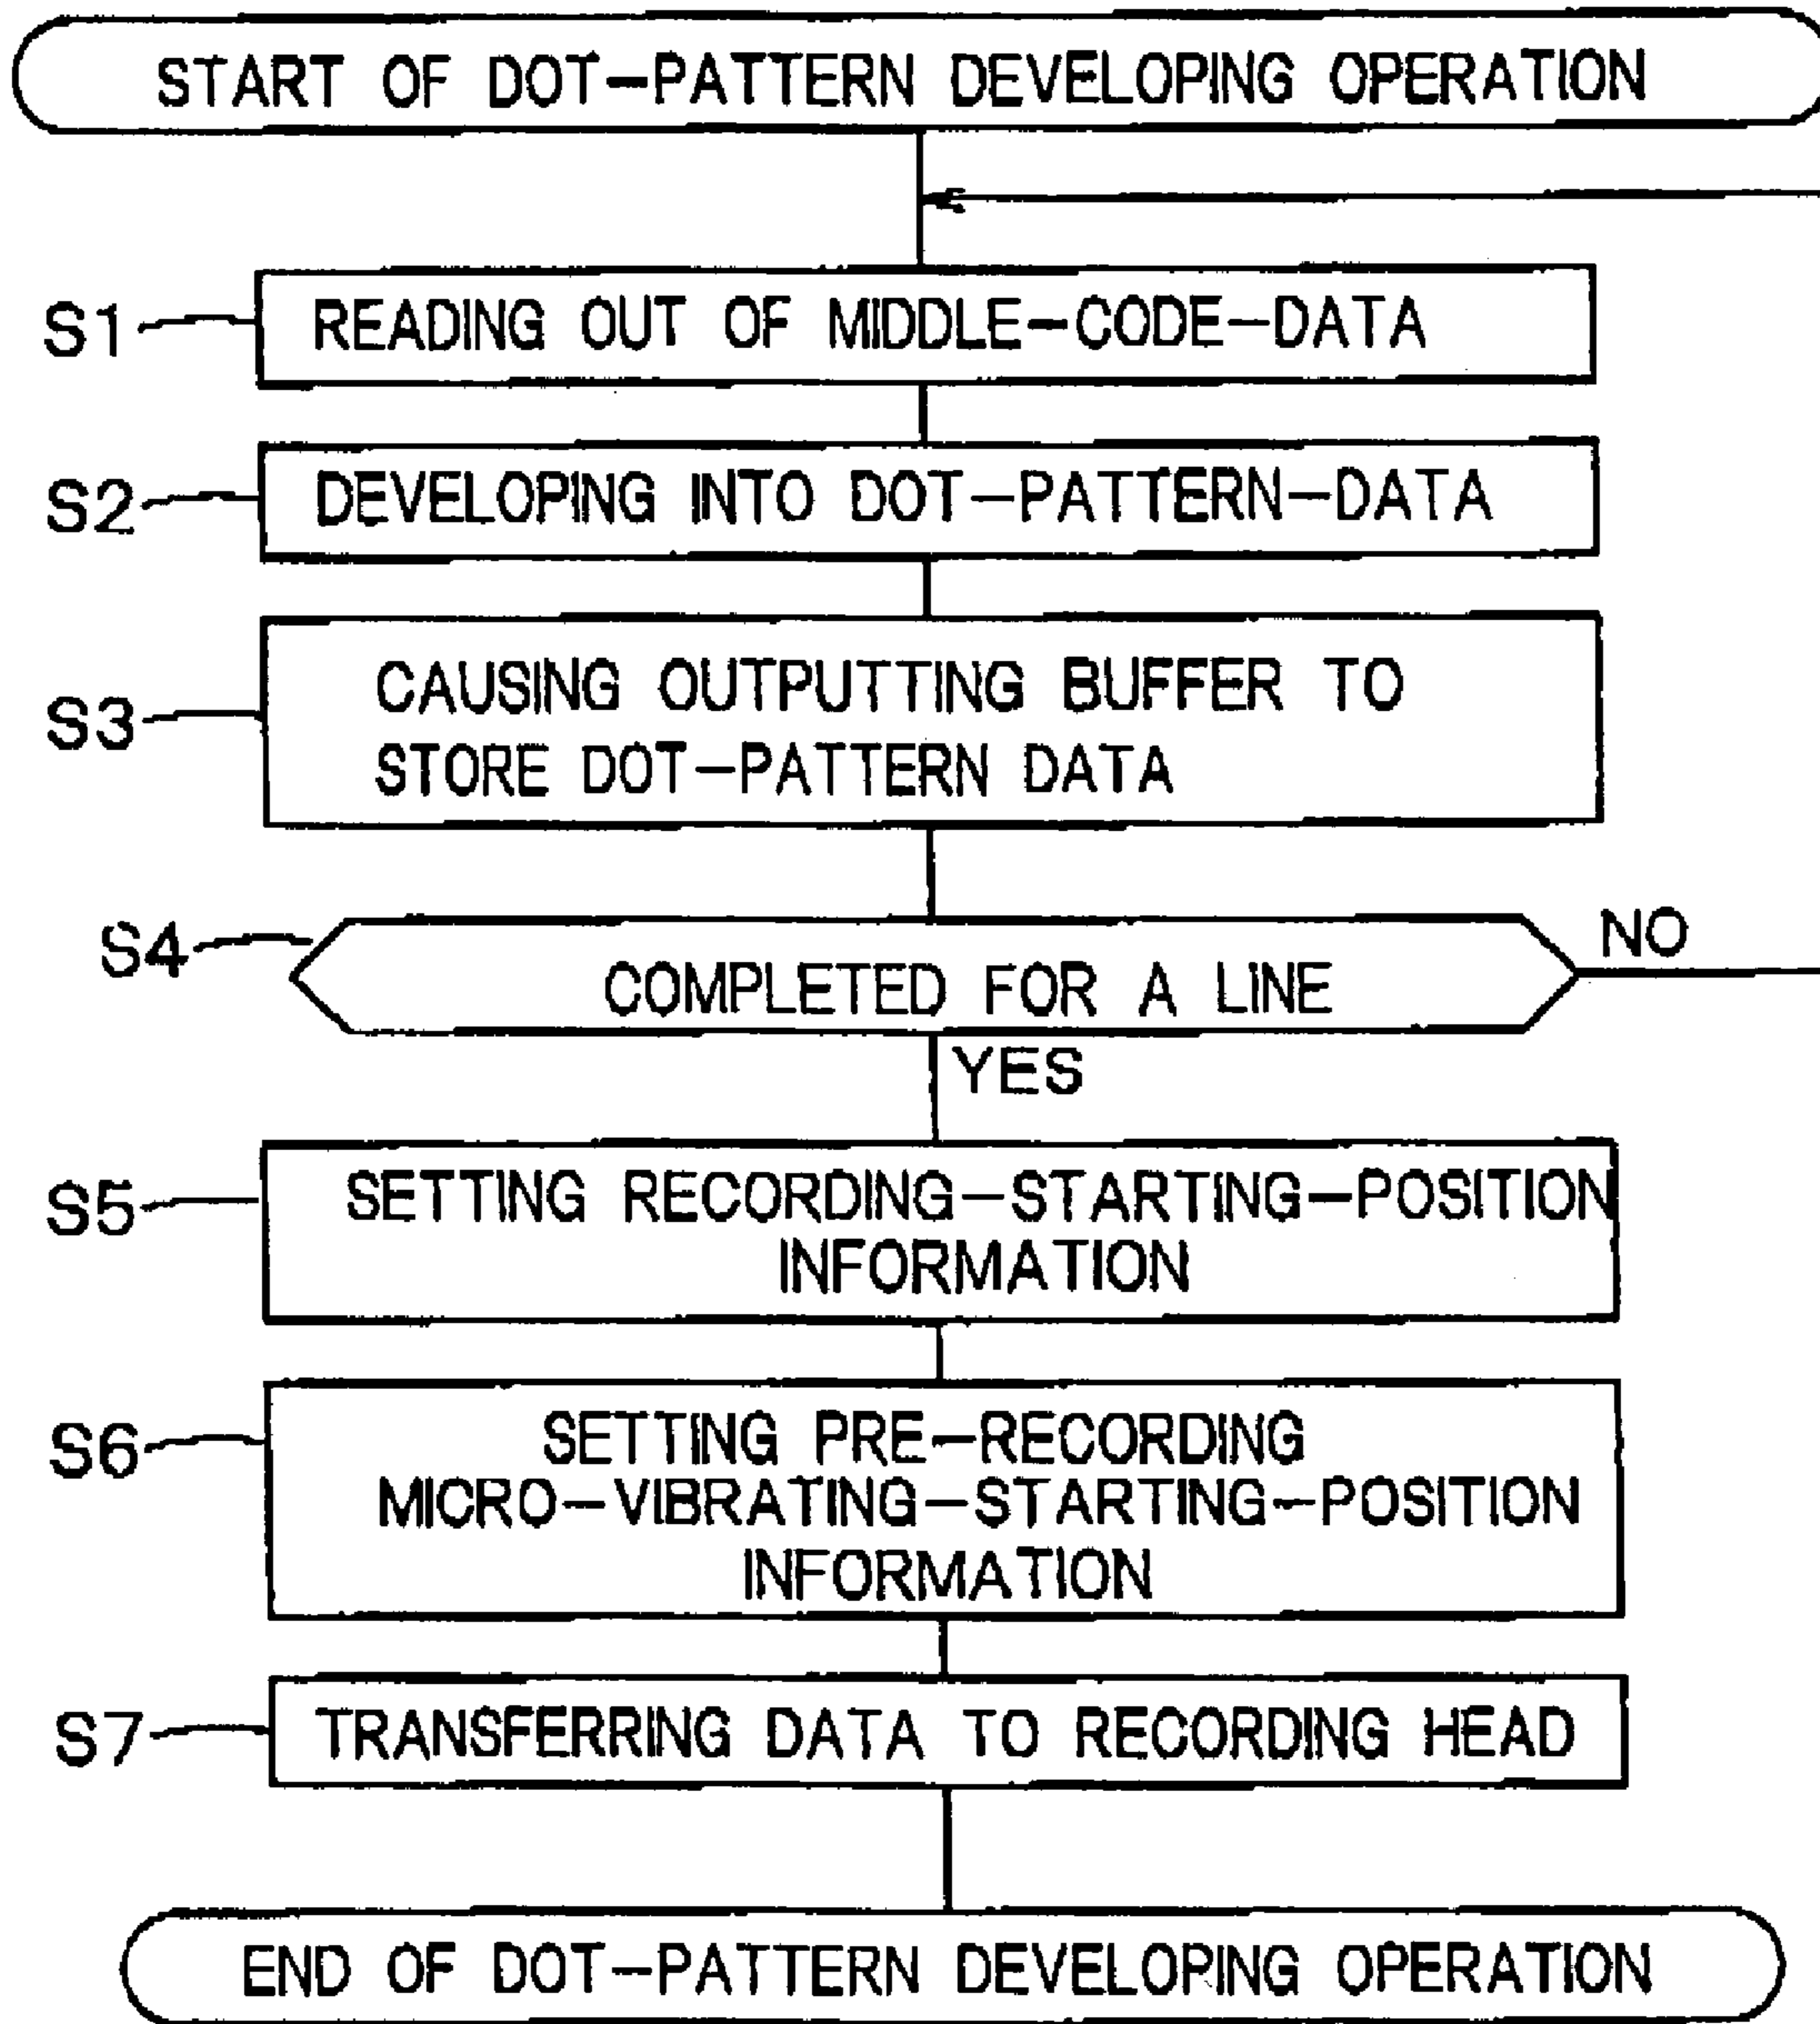 START OF DOT-PATTERN DEVELOPING OPERATION
S1
READING OUT OF MIDDLE-CODE-DATA
S2
DEVELOPING INTO DOT-PATTERN-DATA
S3
CAUSING OUTPUTTING BUFFER TO
STORE DOT-PATTERN DATA
S4
COMPLETED FOR A LINE
NO
YES
S5
SETTING RECORDING-STARTING-POSITION
INFORMATION
S6
SETTING PRE-RECORDING
MICRO-VIBRATING-STARTING-POSITION
INFORMATION
S7
TRANSFERRING DATA TO RECORDING HEAD
END OF DOT-PATTERN DEVELOPING OPERATION